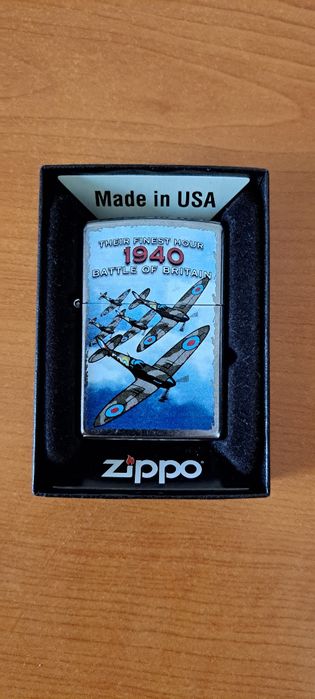 Made in USA
THEIR FINEST HOUR
1940
BATTLE OF BRITAIN
zippo